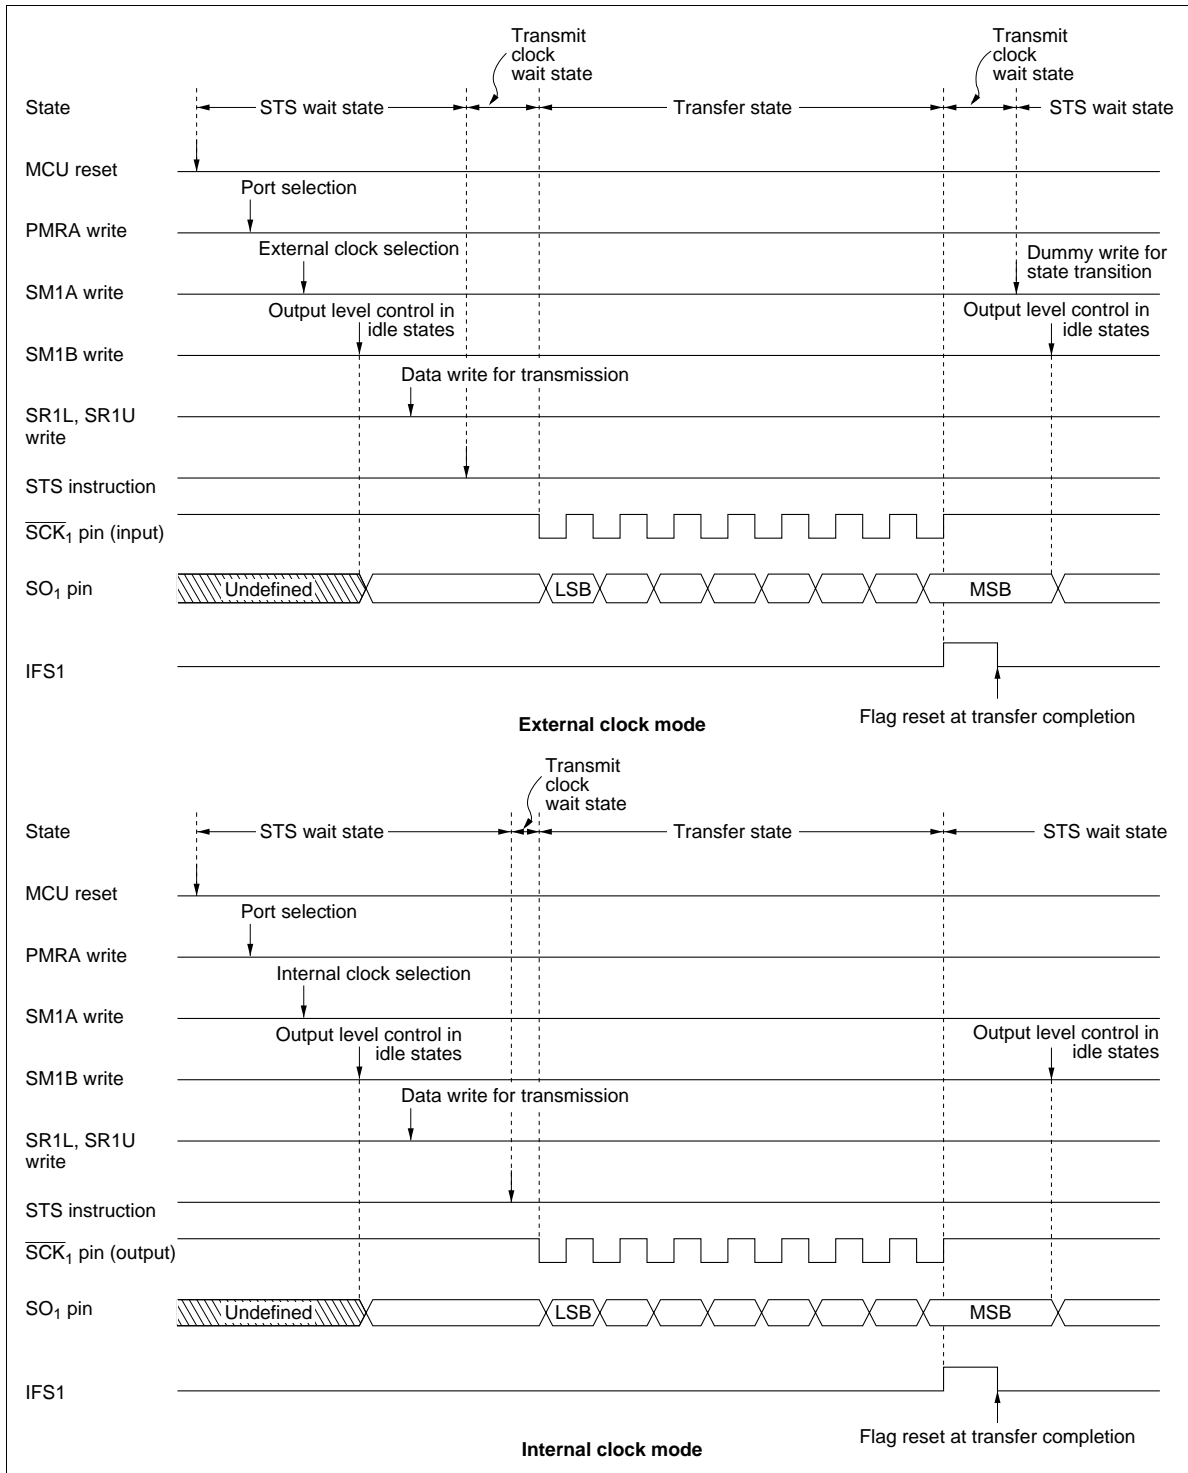 Transmit
clock
wait state
Transmit
clock
wait state
State
STS wait state
Transfer state
STS wait state
MCU reset
Port selection
PMRA write
External clock selection
Dummy write for
state transition
SM1A write
Output level control in
idle states
Output level control in
idle states
SM1B write
Data write for transmission
SR1L, SR1U
write
STS instruction
SCK1 pin (input)
SO1 pin
Undefined
LSB
MSB
IFS1
Flag reset at transfer completion
External clock mode
Transmit
clock
wait state
State
STS wait state
Transfer state
STS wait state
MCU reset
Port selection
PMRA write
Internal clock selection
SM1A write
Output level control in
idle states
Output level control in
idle states
SM1B write
Data write for transmission
SR1L, SR1U
write
STS instruction
SCK1 pin (output)
SO1 pin
Undefined
LSB
MSB
IFS1
Flag reset at transfer completion
Internal clock mode